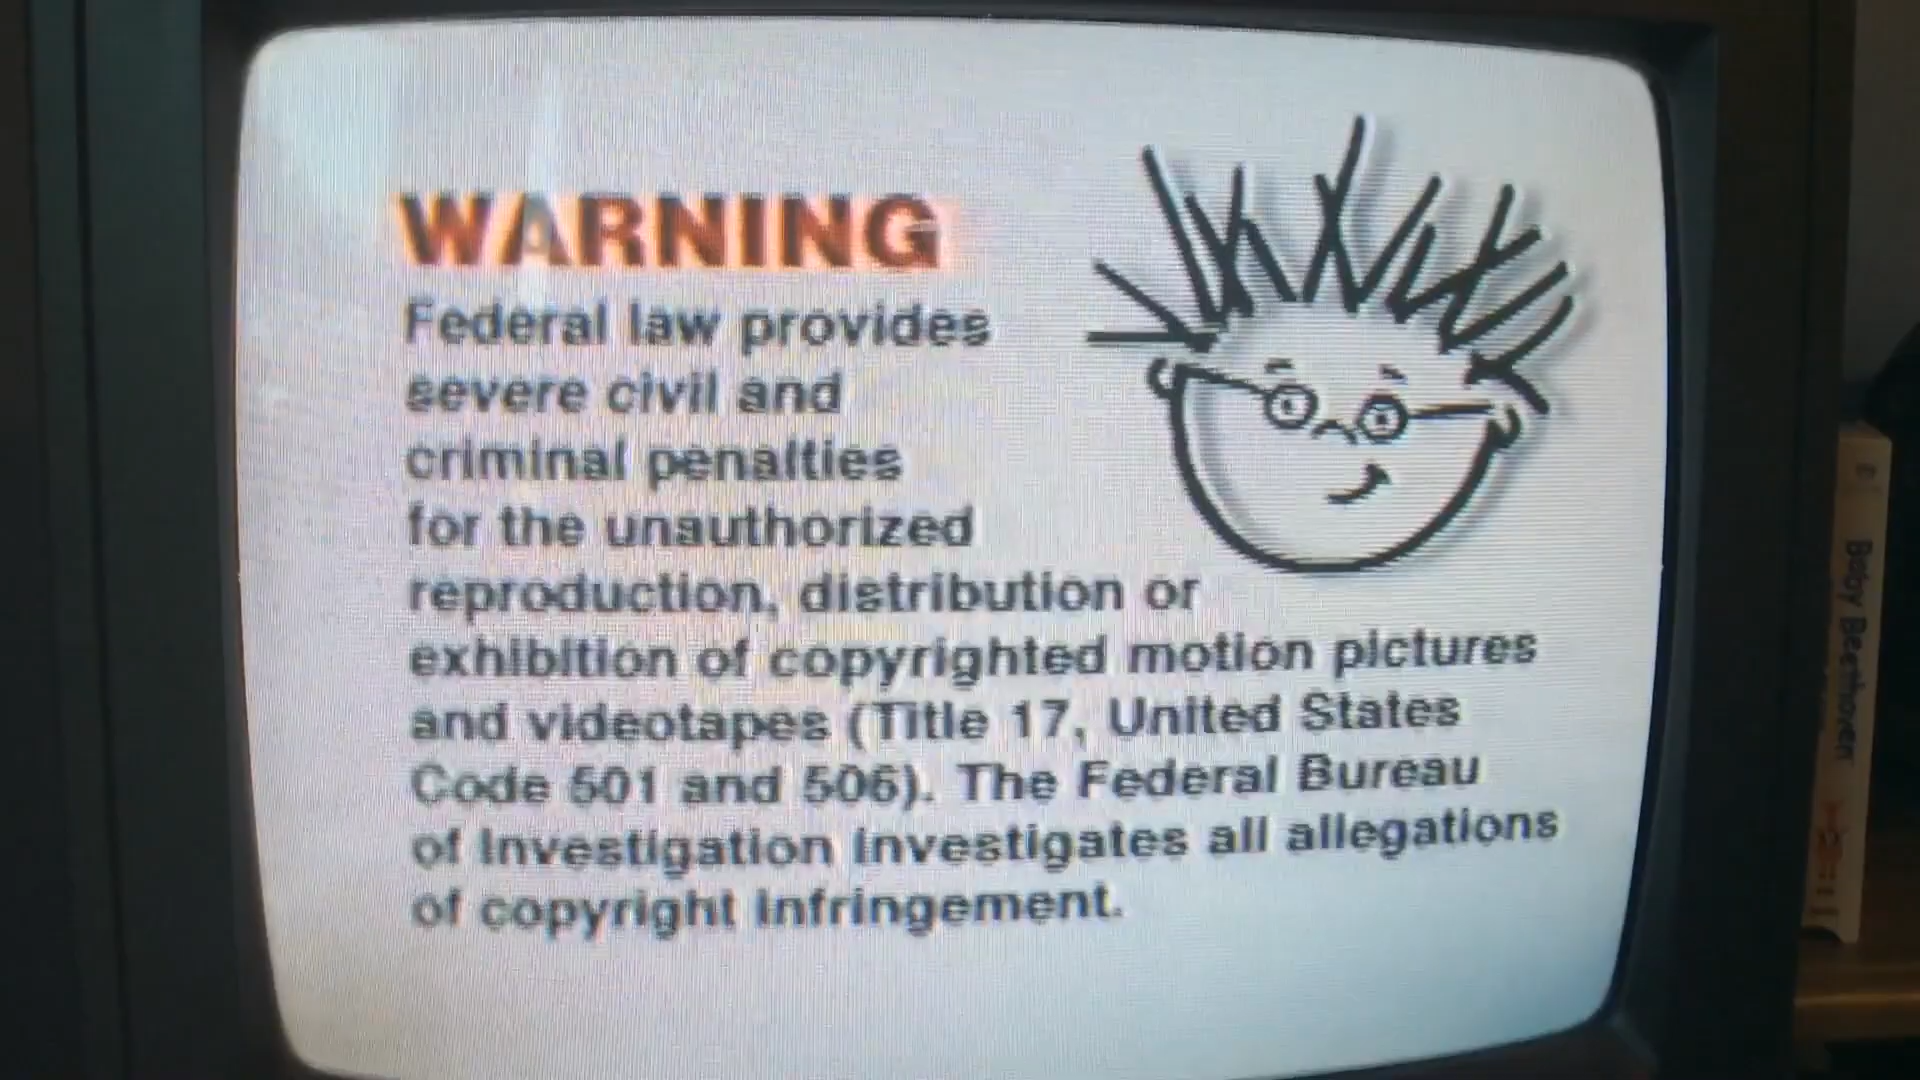 WARNING
Federal law provides
severe civil and
criminal penalties
for the unauthorized
reproduction, distribution or
exhibition of copyrighted motion pictures
and videotapes (Title 17, United States
Code 501 and 506). The Federal Bureau
of Investigation investigates all allegations
of copyright infringement.
Baby Beethoven